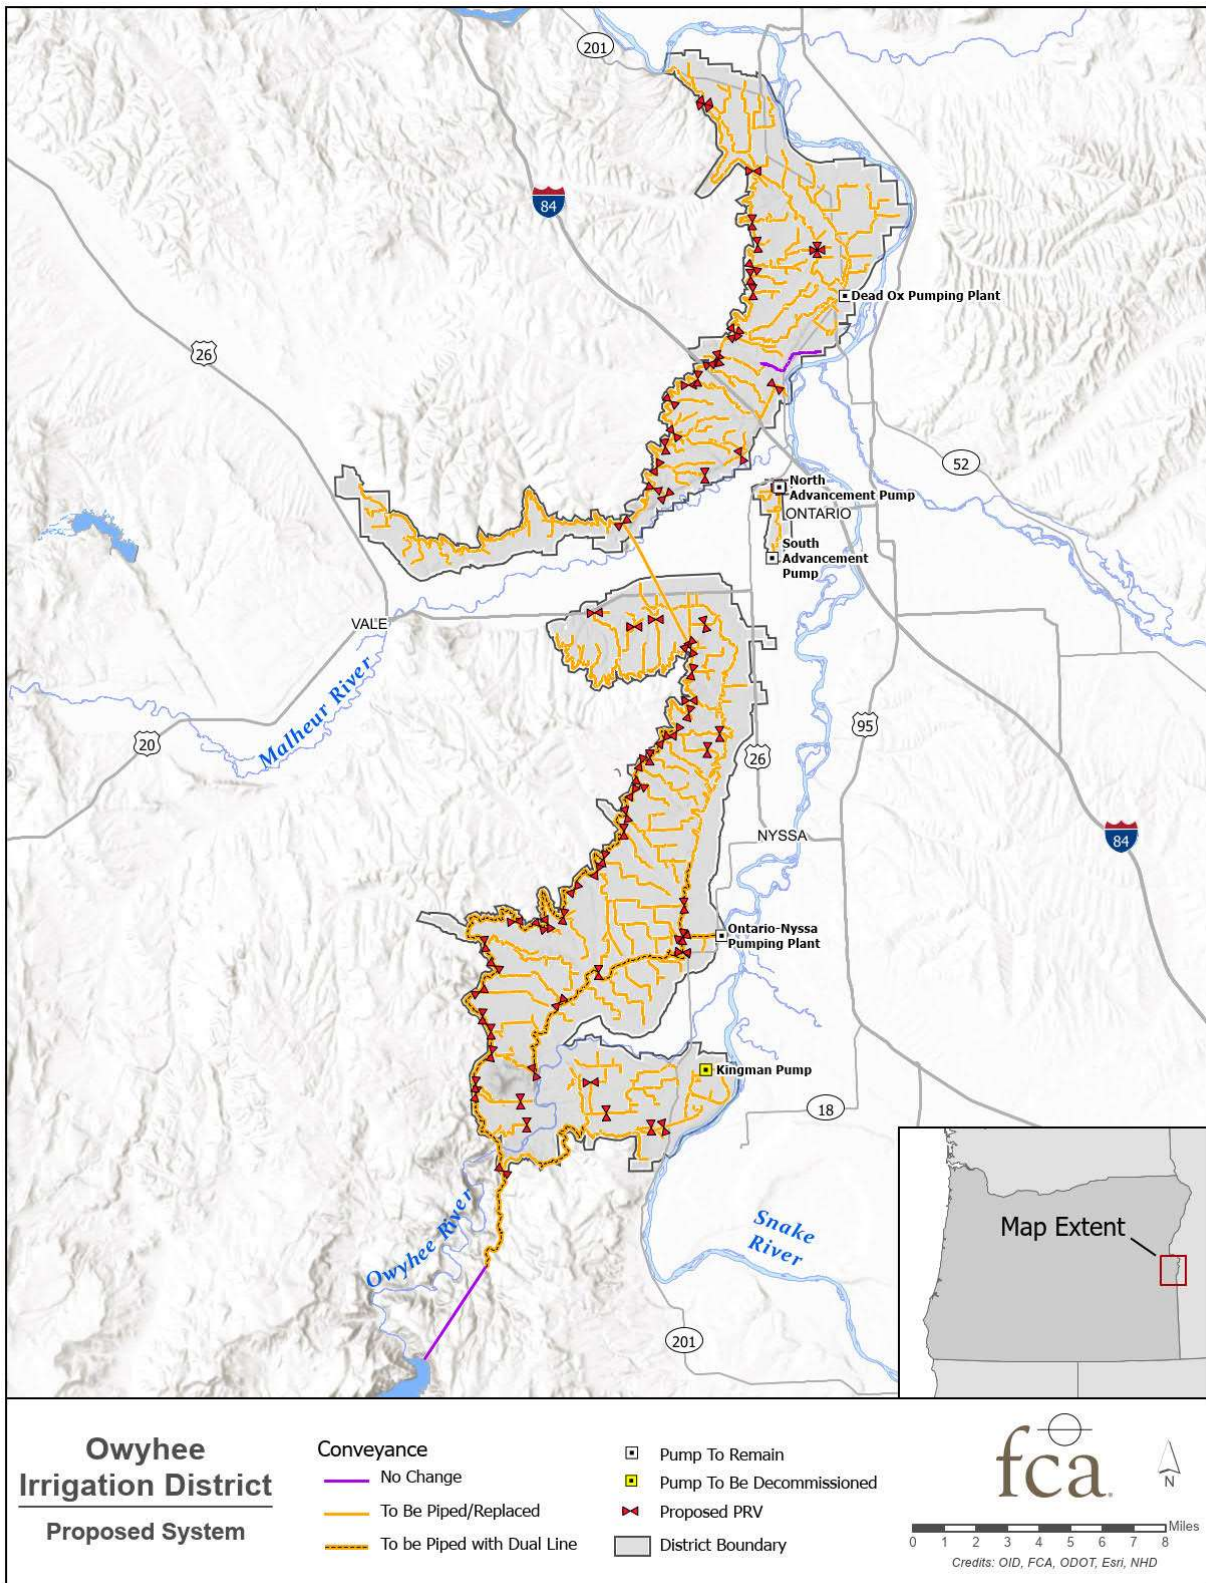 201
84
26
Dead Ox Pumping Plant
52
North
Advancement Pump
ONTARIO
South
Advancement
Pump
VALE
Malheur River
20
95
26
NYSSA
84
Ontario-Nyssa
Pumping Plant
Kingman Pump
18
Owyhee River
Snake
River
201
Map Extent
Owyhee
Irrigation District
Proposed System
Conveyance
No Change
To Be Piped/Replaced
To be Piped with Dual Line
Pump To Remain
Pump To Be Decommissioned
Proposed PRV
District Boundary
fca
N
0 1 2 3 4 5 6 7 8 Miles
Credits: OID, FCA, ODOT, Esri, NHD